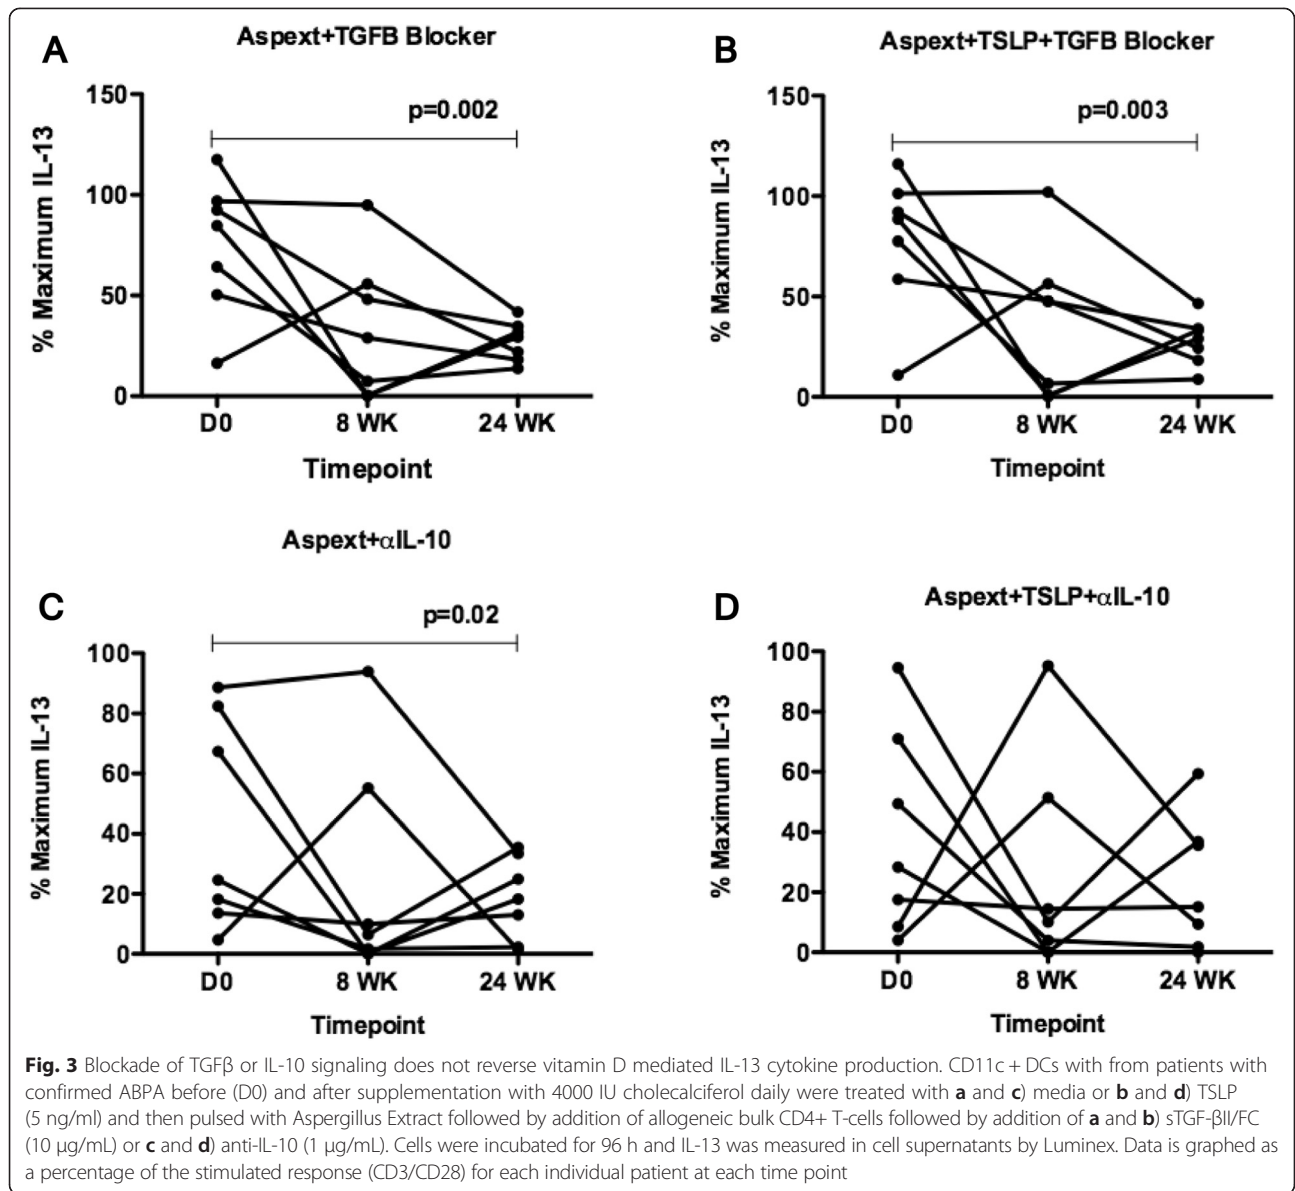 A
Aspext+TGFB Blocker
p=0.002
% Maximum IL-13
150
100
50
0
D0 8 WK 24 WK
Timepoint
B
Aspext+TSLP+TGFB Blocker
p=0.003
% Maximum IL-13
150
100
50
0
D0 8 WK 24 WK
Timepoint
C
Aspext+αIL-10
p=0.02
% Maximum IL-13
100
80
60
40
20
0
D0 8 WK 24 WK
Timepoint
D
Aspext+TSLP+αIL-10
% Maximum IL-13
100
80
60
40
20
0
D0 8 WK 24 WK
Timepoint
Fig. 3 Blockade of TGFβ or IL-10 signaling does not reverse vitamin D mediated IL-13 cytokine production. CD11c + DCs with from patients with
confirmed ABPA before (D0) and after supplementation with 4000 IU cholecalciferol daily were treated with a and c) media or b and d) TSLP
(5 ng/ml) and then pulsed with Aspergillus Extract followed by addition of allogeneic bulk CD4+ T-cells followed by addition of a and b) sTGF-βII/FC
(10 μg/mL) or c and d) anti-IL-10 (1 μg/mL). Cells were incubated for 96 h and IL-13 was measured in cell supernatants by Luminex. Data is graphed as
a percentage of the stimulated response (CD3/CD28) for each individual patient at each time point